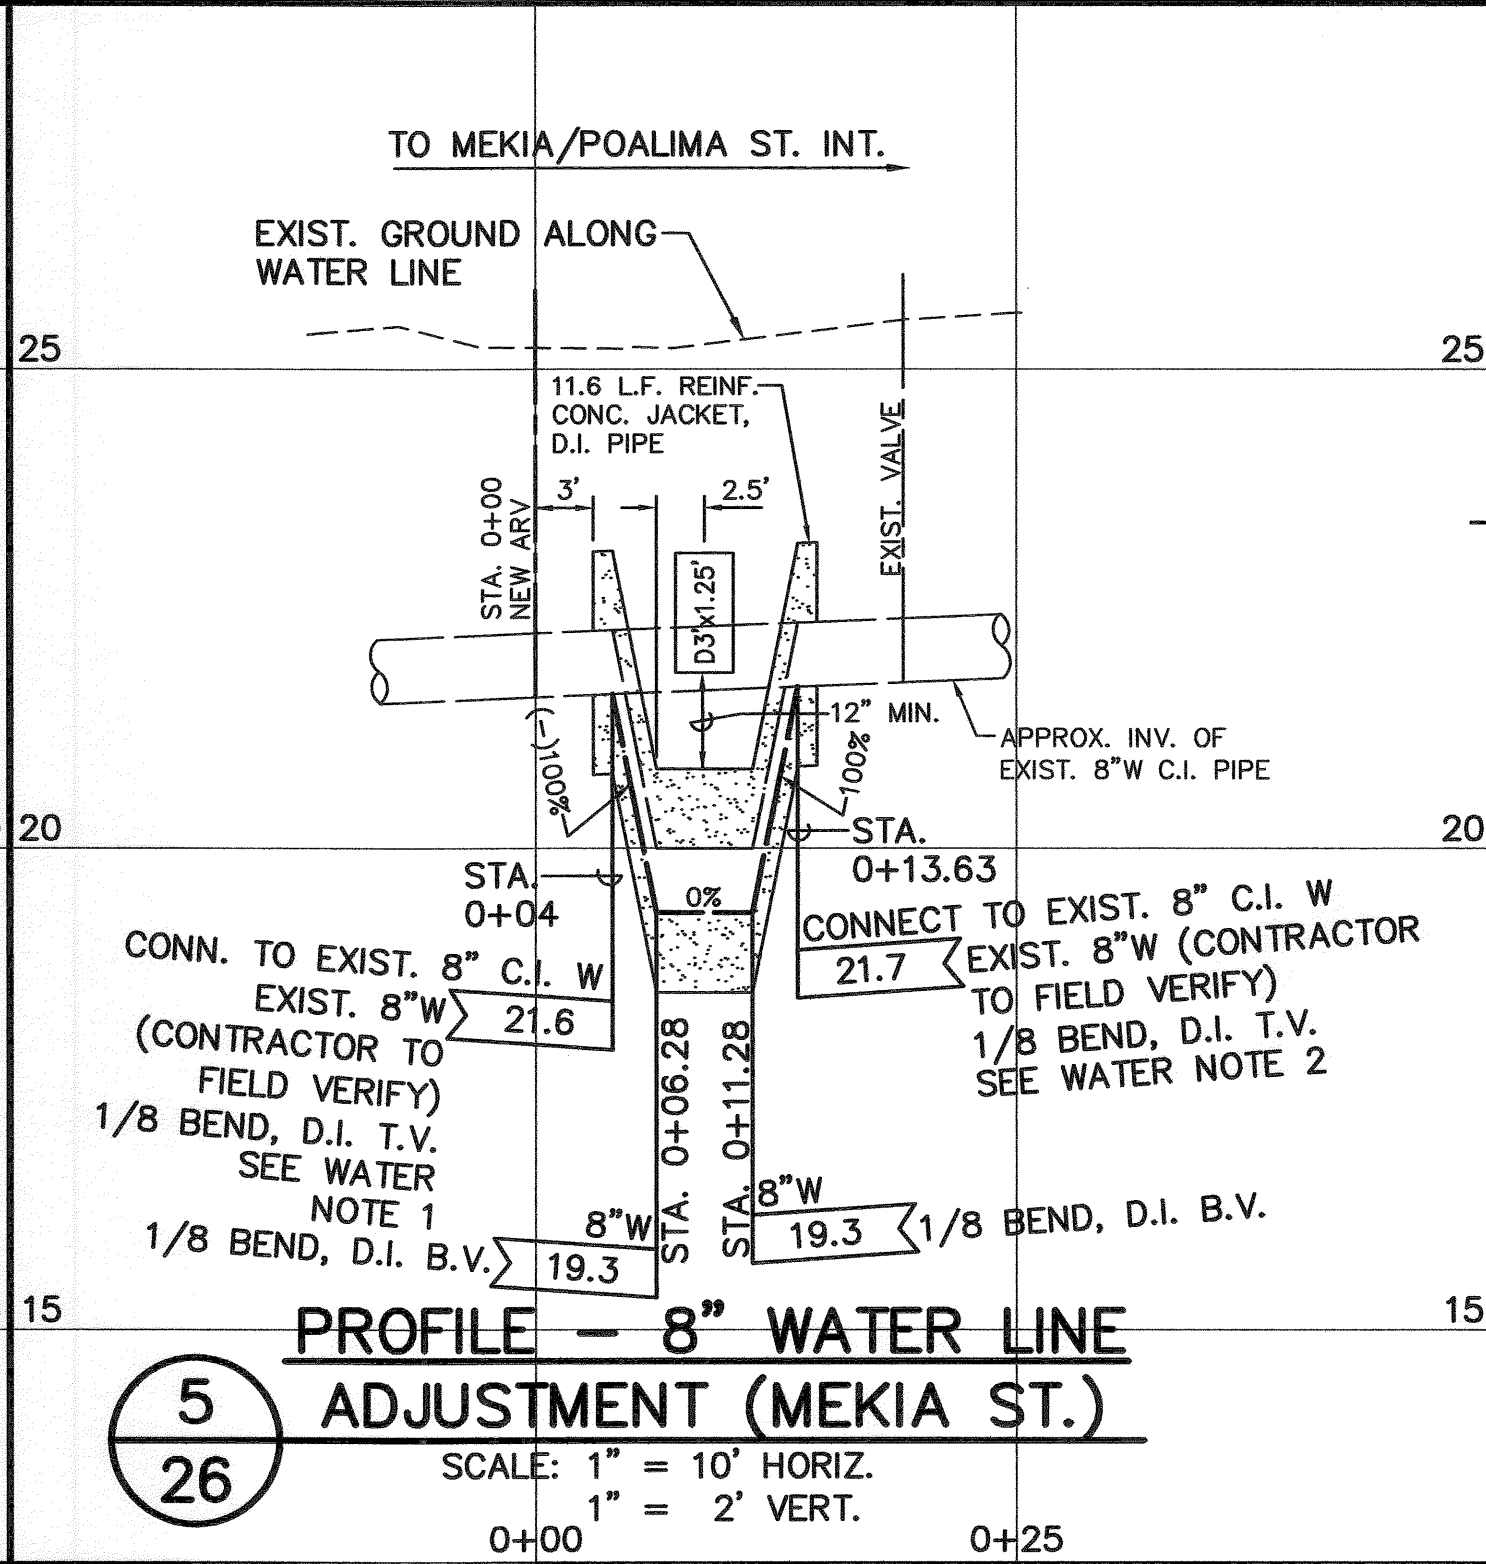 TO MEKIA/POALIMA ST. INT.
EXIST. GROUND ALONG
WATER LINE
25
25
11.6 L.F. REINF.
CONC. JACKET,
D.I. PIPE
STA. 0+00
NEW ARV
3'
2.5'
EXIST. VALVE
D3'x1.25'
12" MIN.
(-)100%
100%
APPROX. INV. OF
EXIST. 8"W C.I. PIPE
20
20
STA.
0+13.63
STA.
0+04
0%
CONN. TO EXIST. 8" C.I. W
EXIST. 8"W
21.6
(CONTRACTOR TO
FIELD VERIFY)
1/8 BEND, D.I. T.V.
SEE WATER
NOTE 1
CONNECT TO EXIST. 8" C.I. W
21.7
EXIST. 8"W (CONTRACTOR
TO FIELD VERIFY)
1/8 BEND, D.I. T.V.
SEE WATER NOTE 2
STA. 0+06.28
STA. 0+11.28
8"W
1/8 BEND, D.I. B.V.
19.3
8"W
19.3
1/8 BEND, D.I. B.V.
15
15
PROFILE - 8" WATER LINE
ADJUSTMENT (MEKIA ST.)
5
26
SCALE: 1" = 10' HORIZ.
1" = 2' VERT.
0+00
0+25